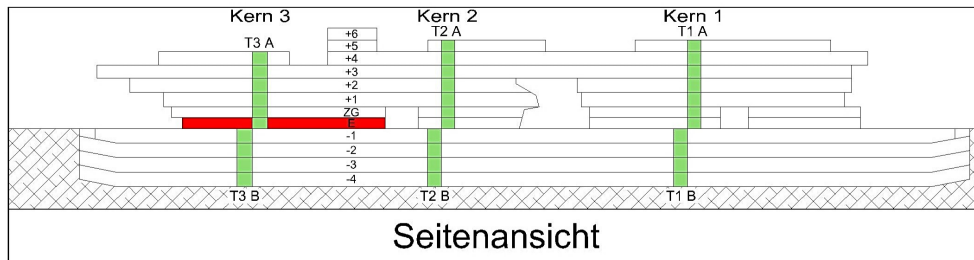 Kern 3 Kern 2 Kern 1
+6
T3 A +5 T2 A T1 A
+4
+3
+2
+1
ZG
E
-1
-2
-3
-4
T3 B T2 B T1 B
Seitenansicht